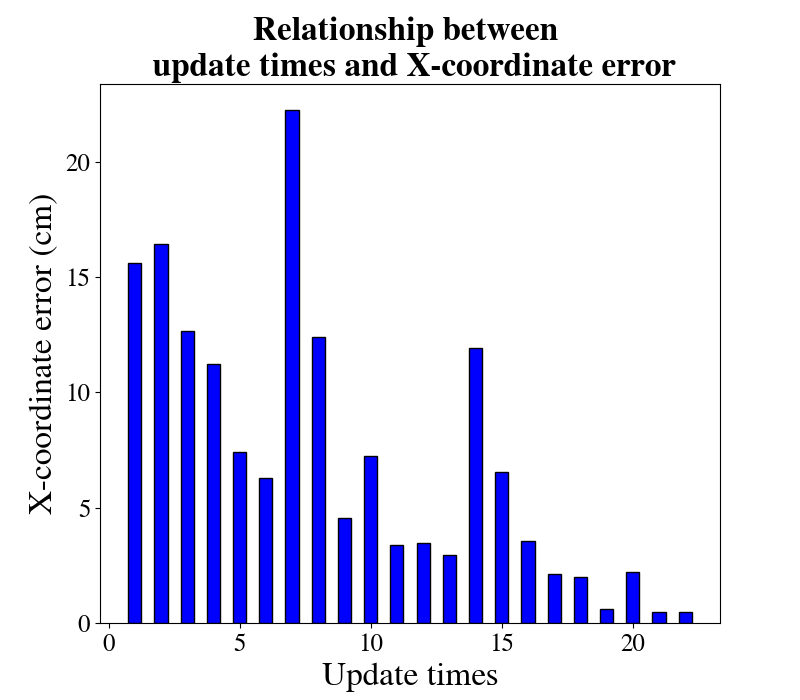 Relationship between
update times and X-coordinate error
X-coordinate error (cm)
20
15
10
5
0
0
5
10
15
20
Update times